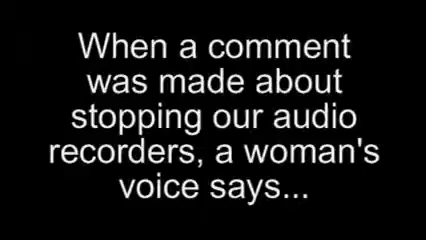 When a comment
was made about
stopping our audio
recorders, a woman's
voice says...